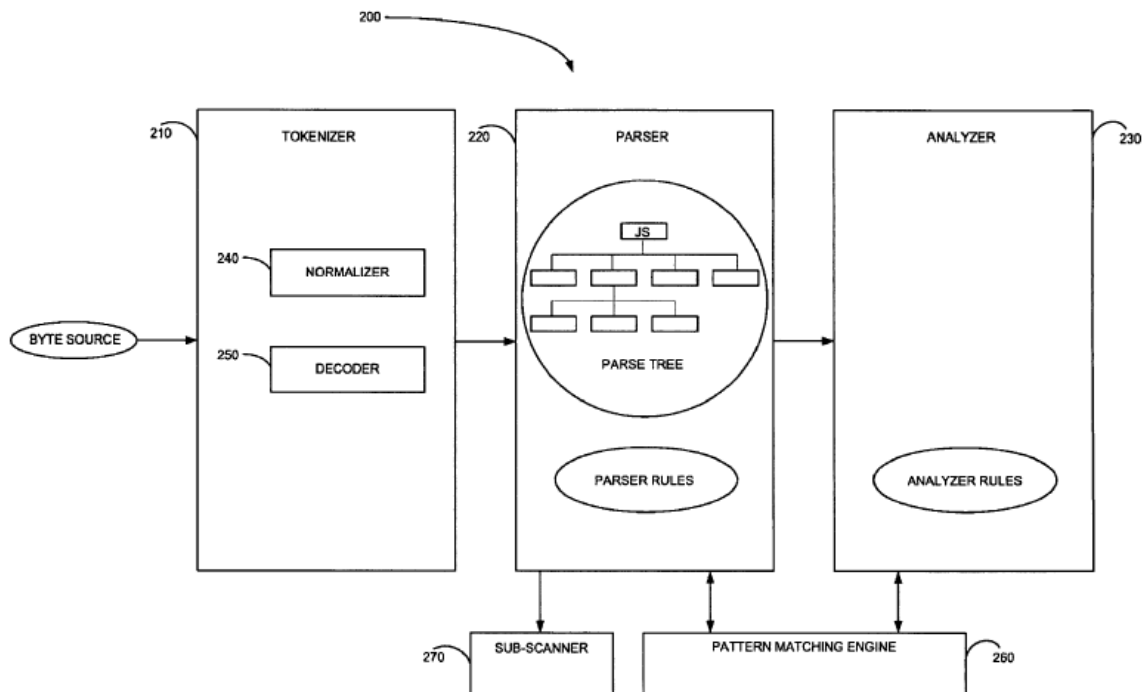 200
210
TOKENIZER
220
PARSER
ANALYZER
230
JS
240
NORMALIZER
BYTE SOURCE
250
DECODER
PARSE TREE
PARSER RULES
ANALYZER RULES
270
SUB-SCANNER
PATTERN MATCHING ENGINE
260